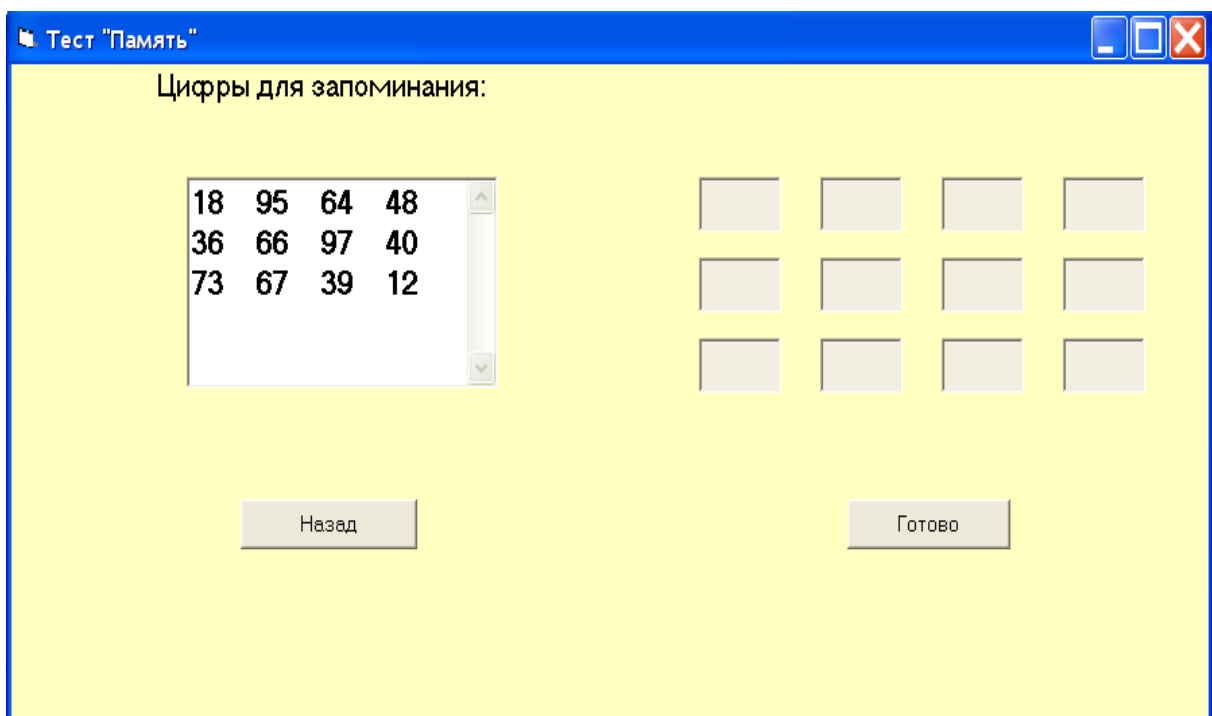 Тест "Память"
Цифры для запоминания:
18 95 64 48
36 66 97 40
73 67 39 12
Назад
Готово